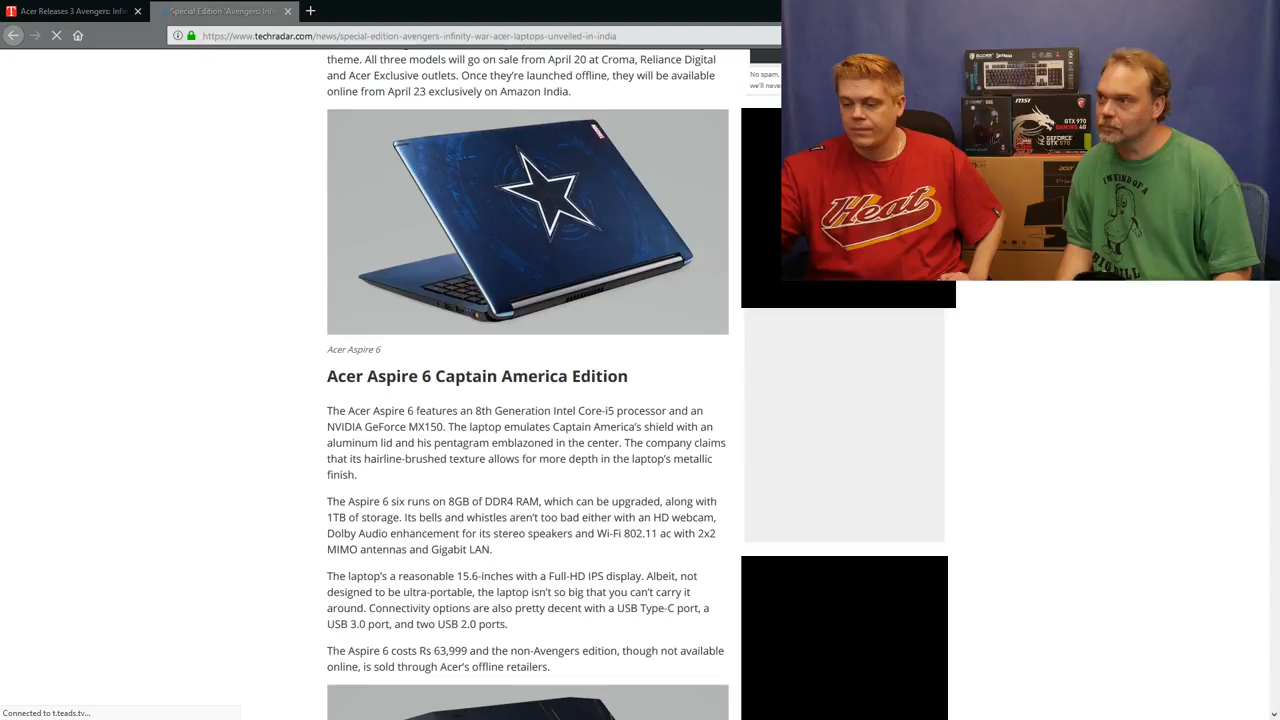 Acer Releases 3 Avengers: Infin
Special Edition 'Avengers: Infin
https://www.techradar.com/news/special-edition-avengers-infinity-war-acer-laptops-unveiled-in-india
theme. All three models will go on sale from April 20 at Croma, Reliance Digital
and Acer Exclusive outlets. Once they're launched offline, they will be available
online from April 23 exclusively on Amazon India.
No spam,
we'll neve
Acer Aspire 6
Acer Aspire 6 Captain America Edition
The Acer Aspire 6 features an 8th Generation Intel Core-i5 processor and an
NVIDIA GeForce MX150. The laptop emulates Captain America's shield with an
aluminum lid and his pentagram emblazoned in the center. The company claims
that its hairline-brushed texture allows for more depth in the laptop's metallic
finish.
The Aspire 6 six runs on 8GB of DDR4 RAM, which can be upgraded, along with
1TB of storage. Its bells and whistles aren't too bad either with an HD webcam,
Dolby Audio enhancement for its stereo speakers and Wi-Fi 802.11 ac with 2x2
MIMO antennas and Gigabit LAN.
The laptop's a reasonable 15.6-inches with a Full-HD IPS display. Albeit, not
designed to be ultra-portable, the laptop isn't so big that you can't carry it
around. Connectivity options are also pretty decent with a USB Type-C port, a
USB 3.0 port, and two USB 2.0 ports.
The Aspire 6 costs Rs 63,999 and the non-Avengers edition, though not available
online, is sold through Acer's offline retailers.
Connected to t.teads.tv...
msi
GTX 970
GAMING 4G
GEFORCE
GTX 970
acer
Heat
I'M KIND OF A
BIG DILL